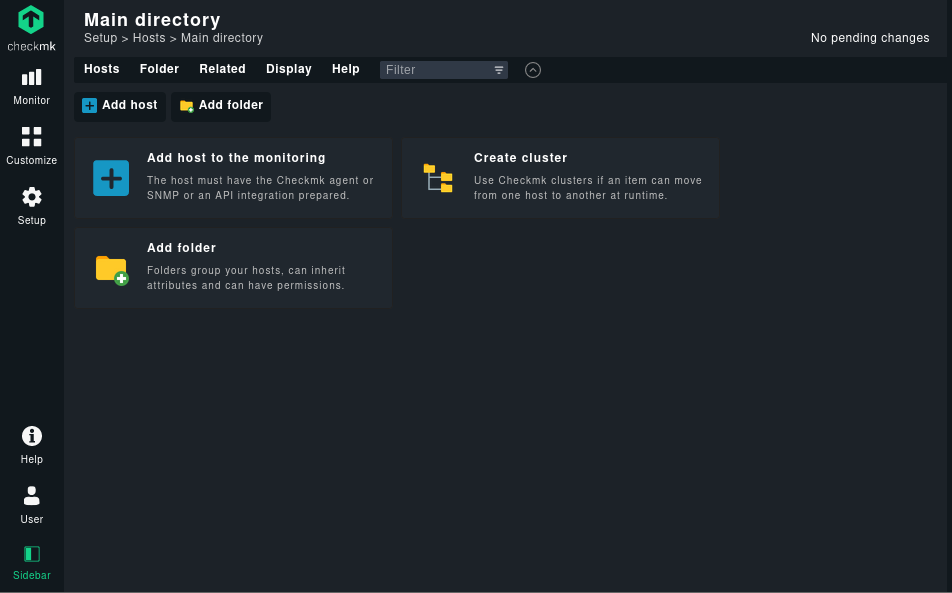 checkmk
Monitor
Customize
Setup
Help
User
Sidebar
Main directory
Setup > Hosts > Main directory
No pending changes
Hosts Folder Related Display Help Filter
Add host Add folder
Add host to the monitoring
The host must have the Checkmk agent or
SNMP or an API integration prepared.
Create cluster
Use Checkmk clusters if an item can move
from one host to another at runtime.
Add folder
Folders group your hosts, can inherit
attributes and can have permissions.